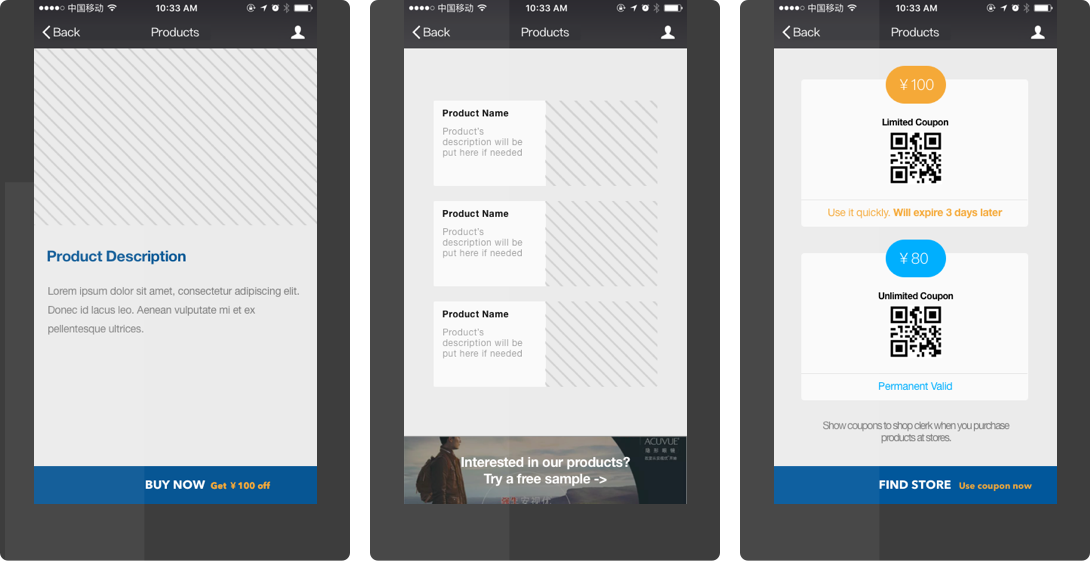 中国移动 10:33 AM
Back Products
Product Description
Lorem ipsum dolor sit amet, consectetur adipiscing elit.
Donec id lacus leo. Aenean vulputate mi et ex
pellentesque ultrices.
BUY NOW Get ¥100 off
中国移动 10:33 AM
Back Products
Product Name
Product's
description will be
put here if needed
Product Name
Product's
description will be
put here if needed
Product Name
Product's
description will be
put here if needed
ACUVUE
Interested in our products?
Try a free sample ->
中国移动 10:33 AM
Back Products
¥100
Limited Coupon
Use it quickly. Will expire 3 days later
¥80
Unlimited Coupon
Permanent Valid
Show coupons to shop clerk when you purchase
products at stores.
FIND STORE Use coupon now